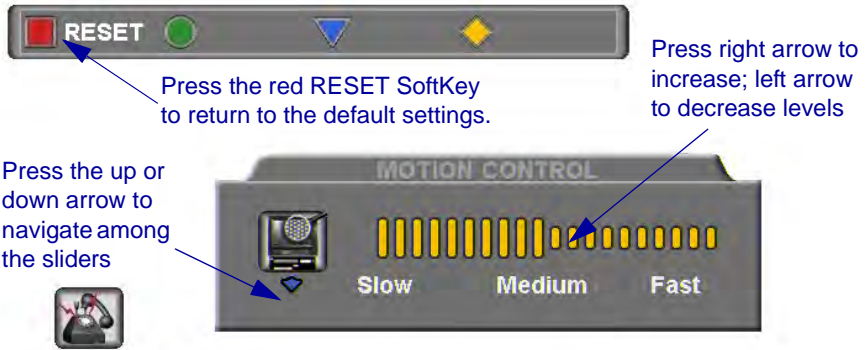 RESET
Press the red RESET SoftKey
to return to the default settings.
Press right arrow to
increase; left arrow
to decrease levels
Press the up or
down arrow to
navigate among
the sliders
MOTION CONTROL
Slow Medium Fast